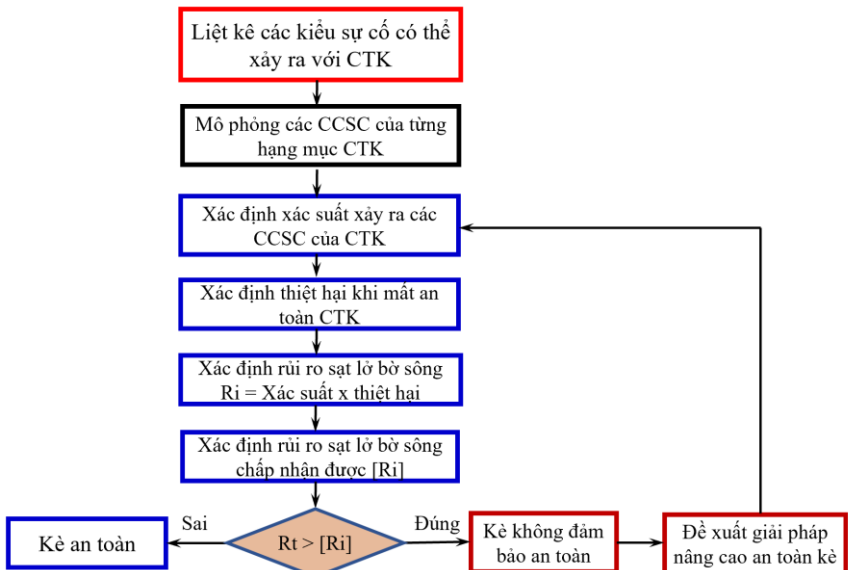 Liệt kê các kiểu sự cố có thể
xảy ra với CTK
Mô phỏng các CCSC của từng
hạng mục CTK
Xác định xác suất xảy ra các
CCSC của CTK
Xác định thiệt hại khi mất an
toàn CTK
Xác định rủi ro sạt lở bờ sông
Ri = Xác suất x thiệt hại
Xác định rủi ro sạt lở bờ sông
chấp nhận được [Ri]
Kè an toàn
Sai
Rt > [Ri]
Đúng
Kè không đảm
bảo an toàn
Đề xuất giải pháp
nâng cao an toàn kè